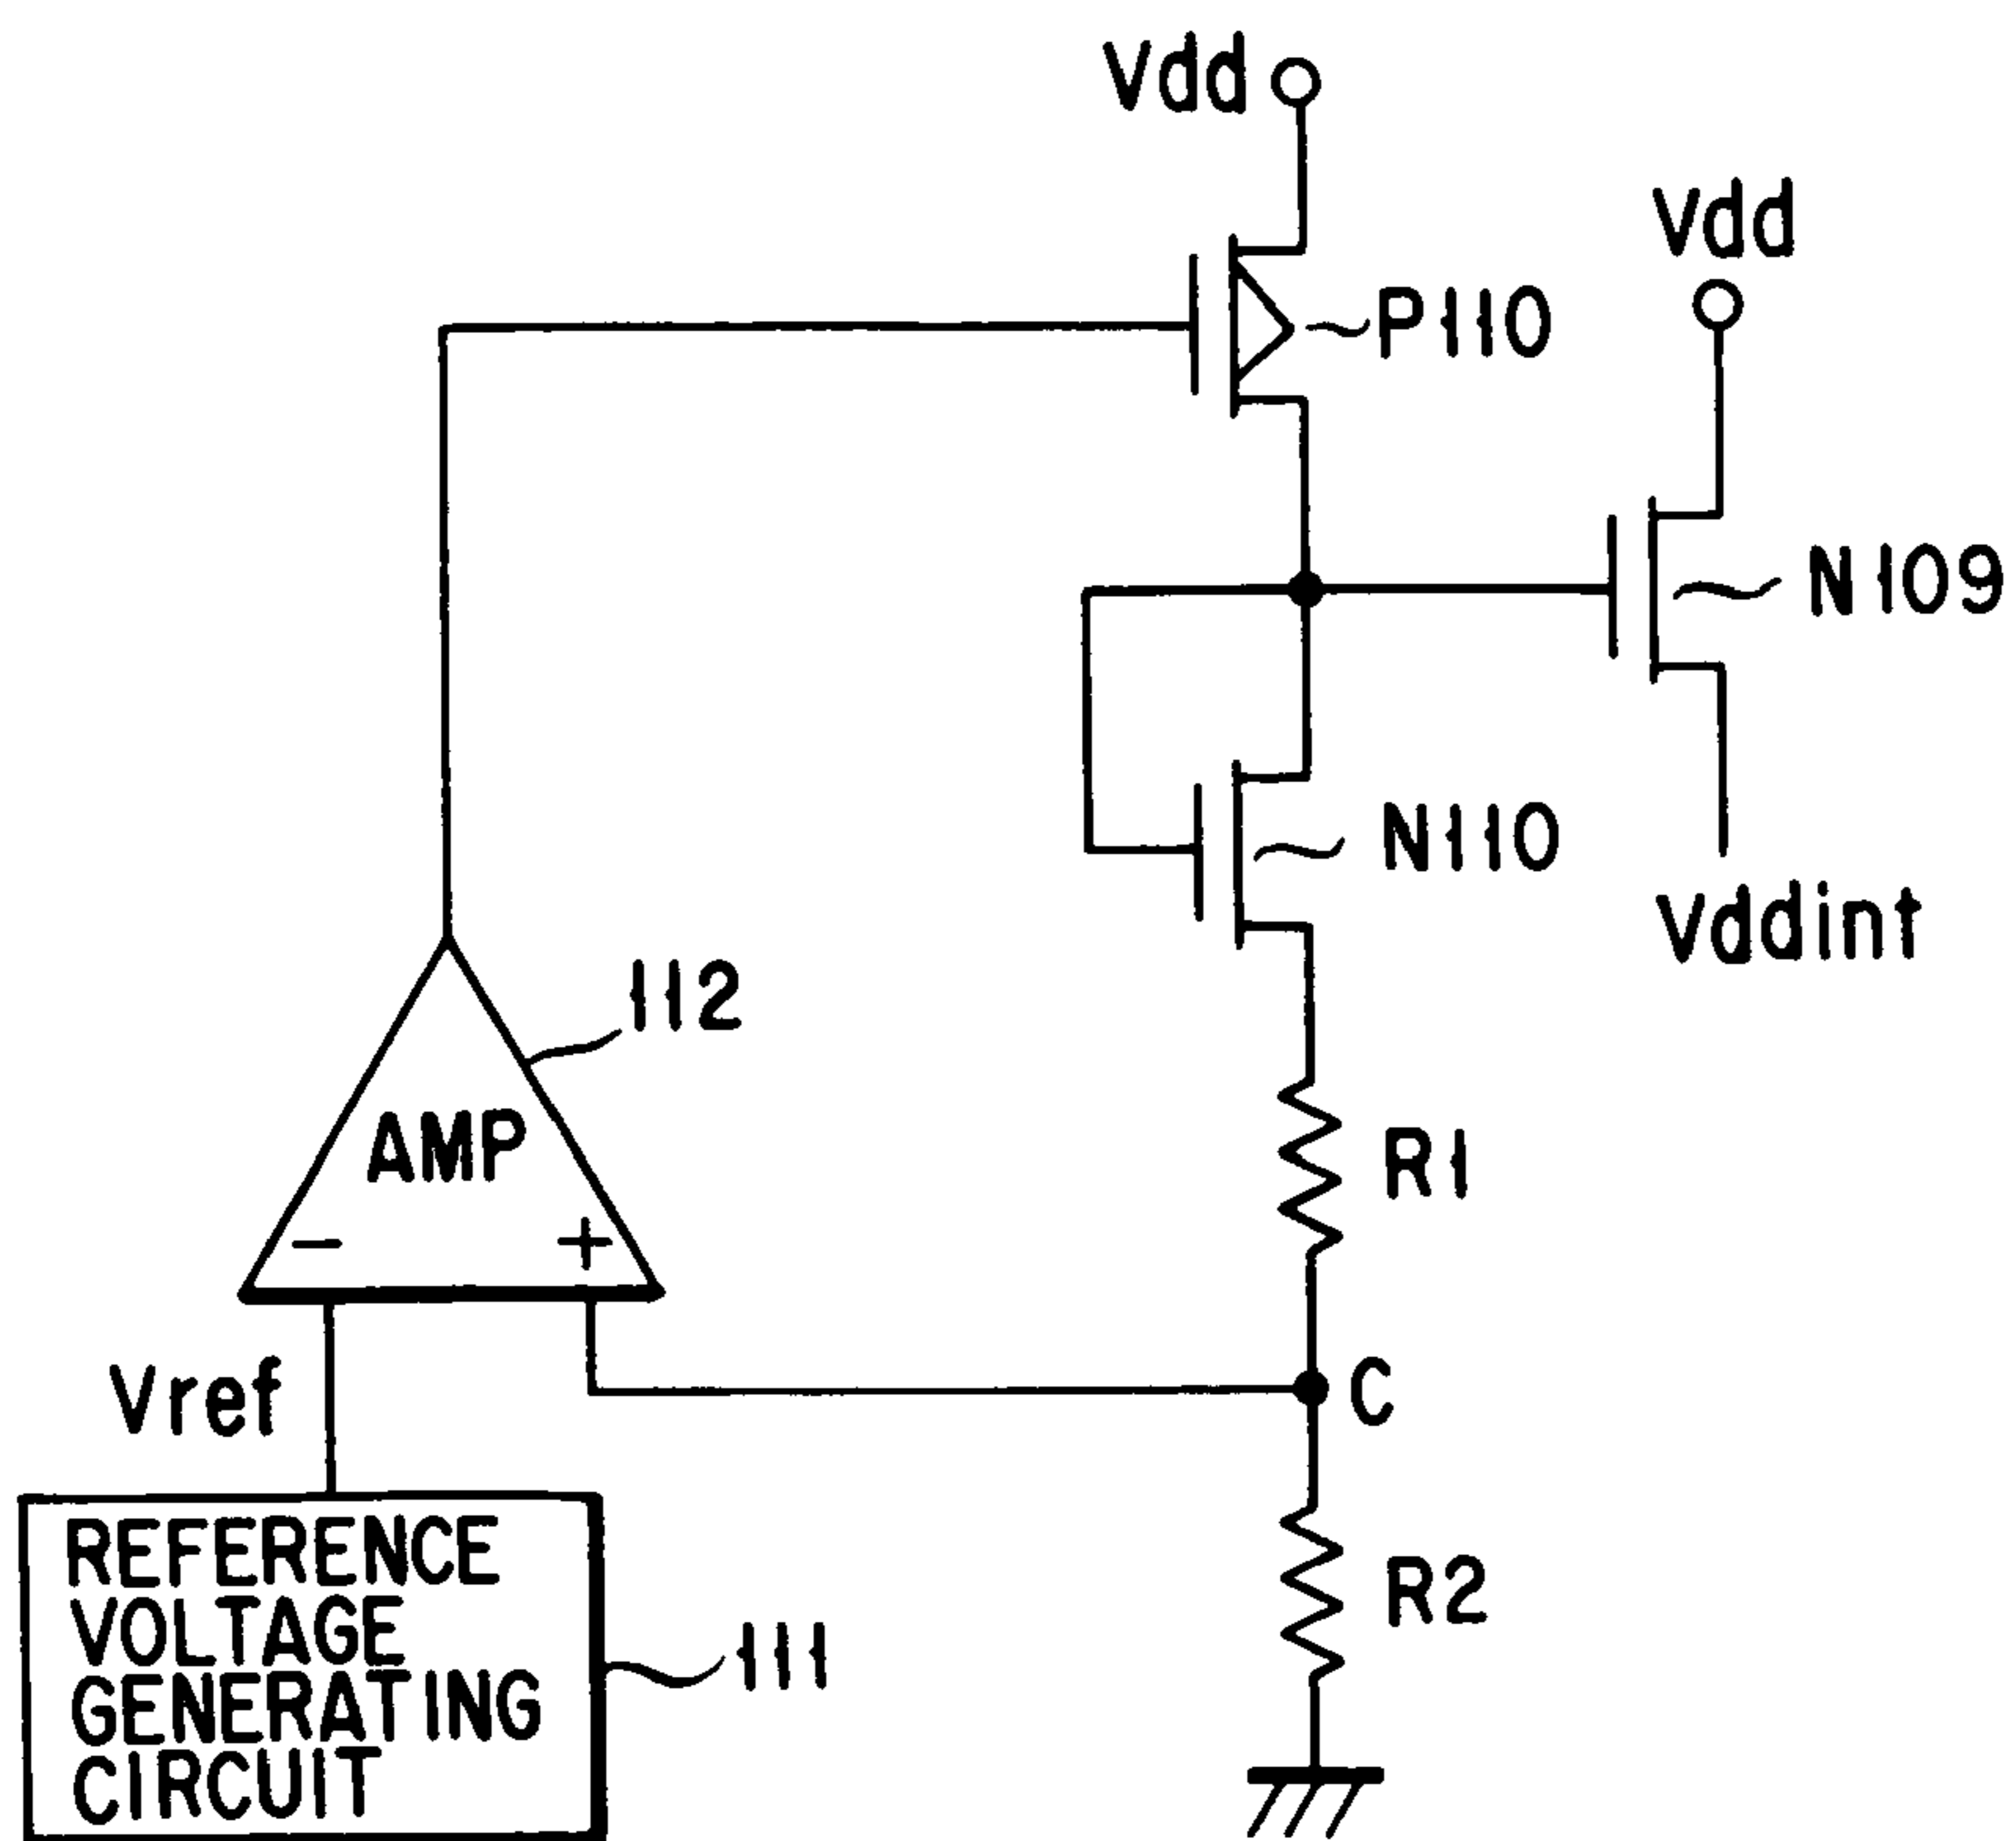 Vdd
Vdd
P110
N109
N110
Vddint
112
AMP
- +
R1
Vref
C
REFERENCE
VOLTAGE
GENERATING
CIRCUIT
111
R2